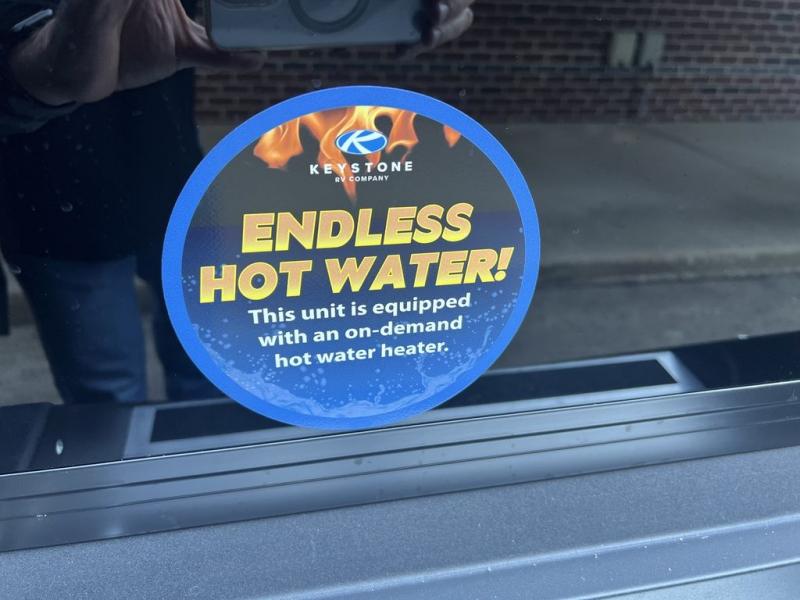 K
KEYSTONE
RV COMPANY
ENDLESS
HOT WATER!
This unit is equipped
with an on-demand
hot water heater.